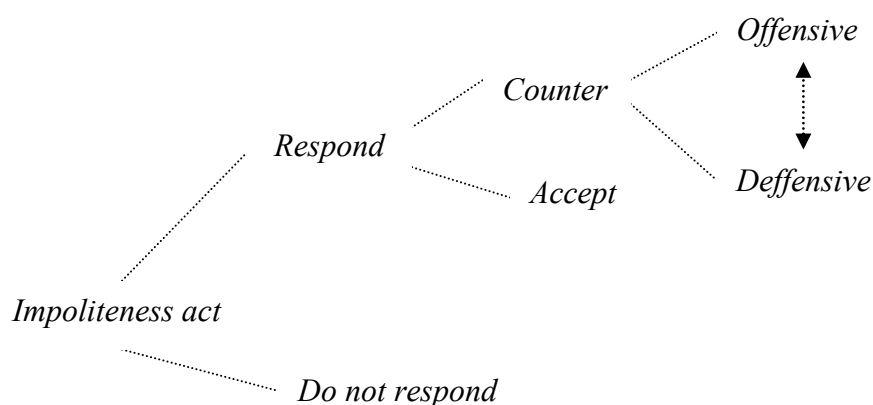 Offensive
Counter
Respond
Deffensive
Accept
Impoliteness act
Do not respond